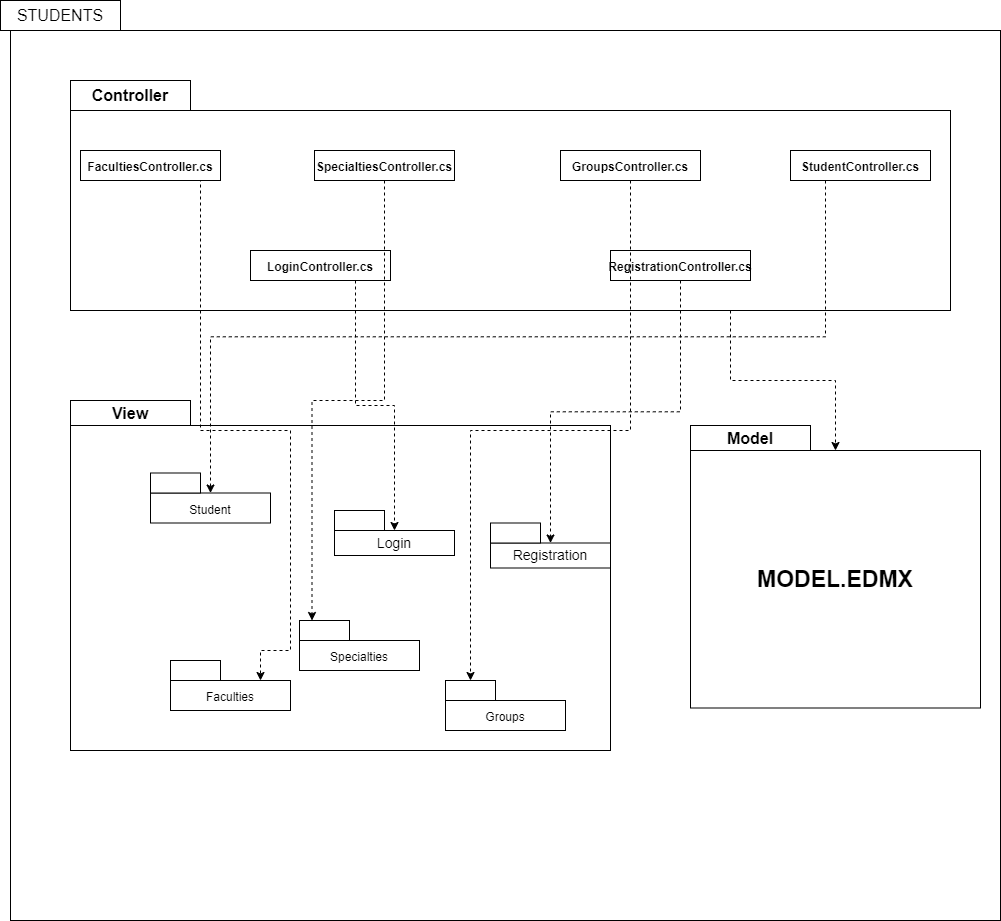 STUDENTS
Controller
FacultiesController.cs
SpecialtiesController.cs
GroupsController.cs
StudentController.cs
LoginController.cs
RegistrationController.cs
View
Model
Student
Login
Registration
MODEL.EDMX
Specialties
Faculties
Groups